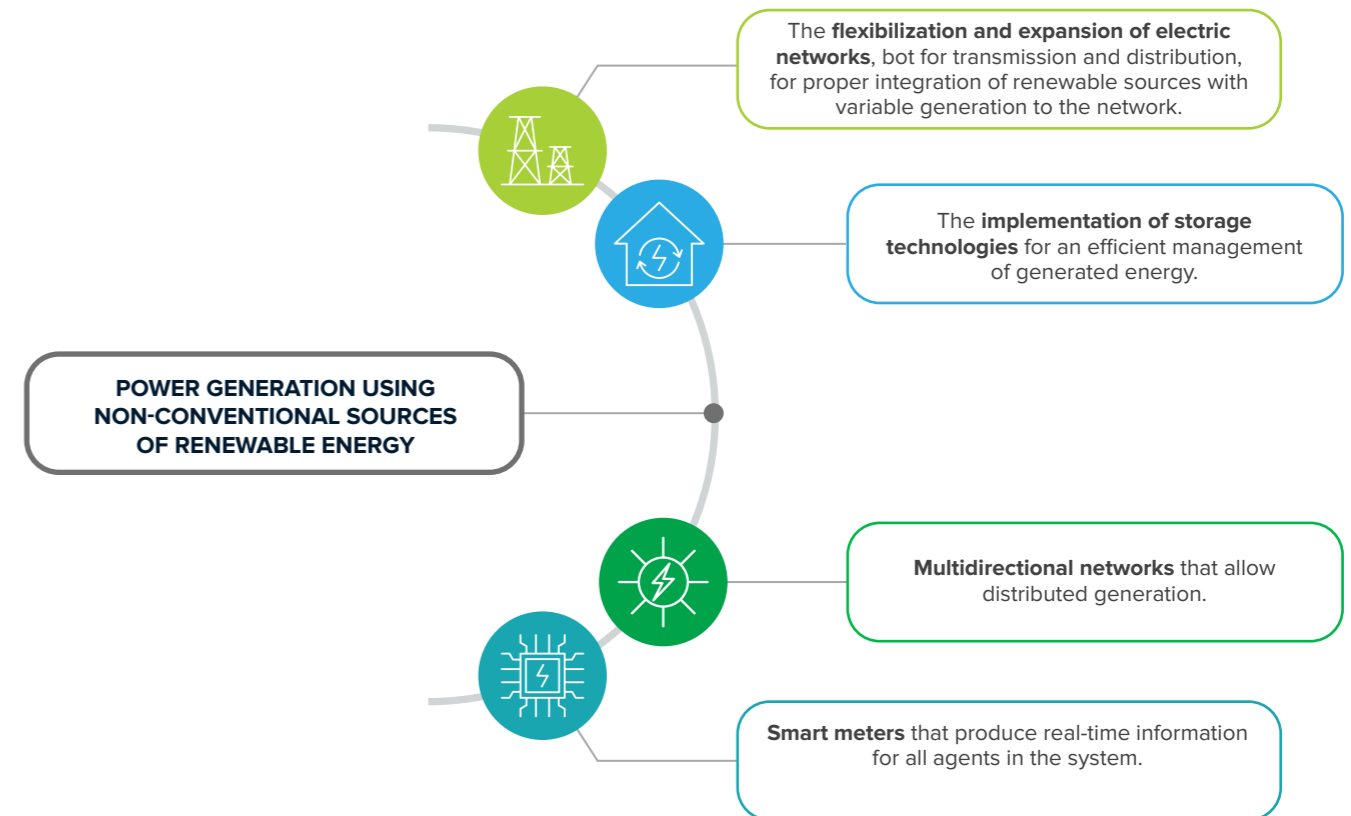 The flexibilization and expansion of electric
networks, bot for transmission and distribution,
for proper integration of renewable sources with
variable generation to the network.
The implementation of storage
technologies for an efficient management
of generated energy.
POWER GENERATION USING
NON-CONVENTIONAL SOURCES
OF RENEWABLE ENERGY
Multidirectional networks that allow
distributed generation.
Smart meters that produce real-time information
for all agents in the system.